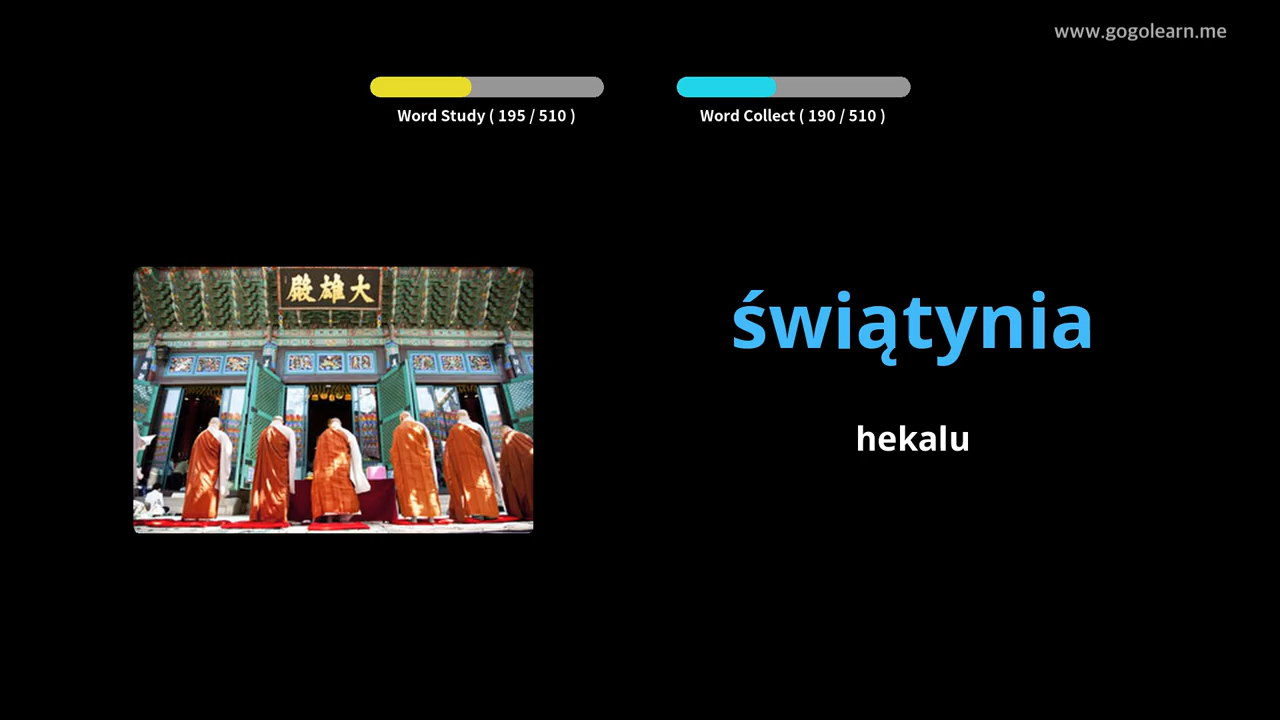 www.gogolearn.me
Word Study ( 195 / 510 )
Word Collect ( 190 / 510 )
殿雄大
świątynia
hekalu